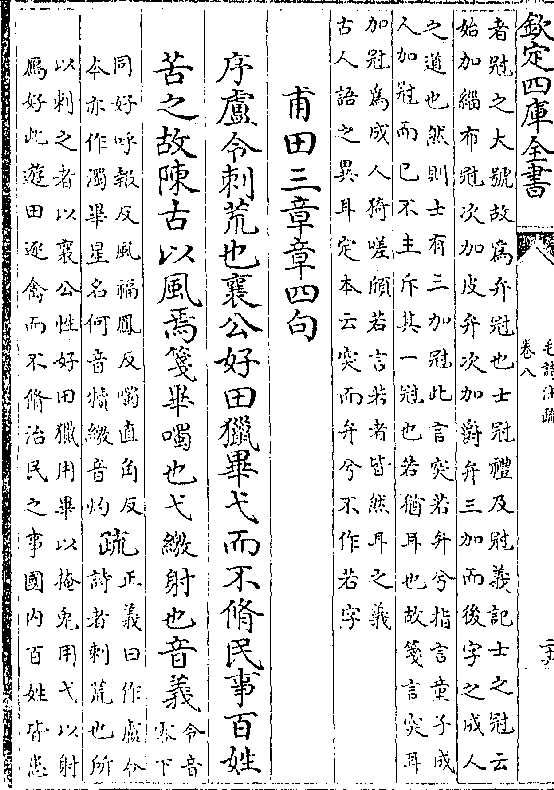 欽定四庫全書
毛詩注疏
卷八
者冠之大號故為弁冠也士冠禮及冠義記士之冠云
始加緇布冠次加皮弁次加爵弁三加而後字之成人
之道也然則士有三加冠此言突若弁兮指言童子成
人加冠而已不主斥其一冠也若猶耳也故箋言突耳
加冠為成人猗嗟頎若言若者皆然耳之義
古人語之異耳定本云突而弁兮不作若字
甫田三章章四句
序盧令刺荒也襄公好田獵畢弋而不脩民事百姓
苦之故陳古以風焉箋畢噣也弋繳射也音義令音零下
同好呼報反風福鳳反噣直角反
本亦作濁畢星名何音犢繳音灼疏正義曰作盧令詩者刺荒也所
以刺之者以襄公性好田獵用畢以掩兔用弋以射
鴈好此遊田逐禽而不脩治民之事國內百姓皆患